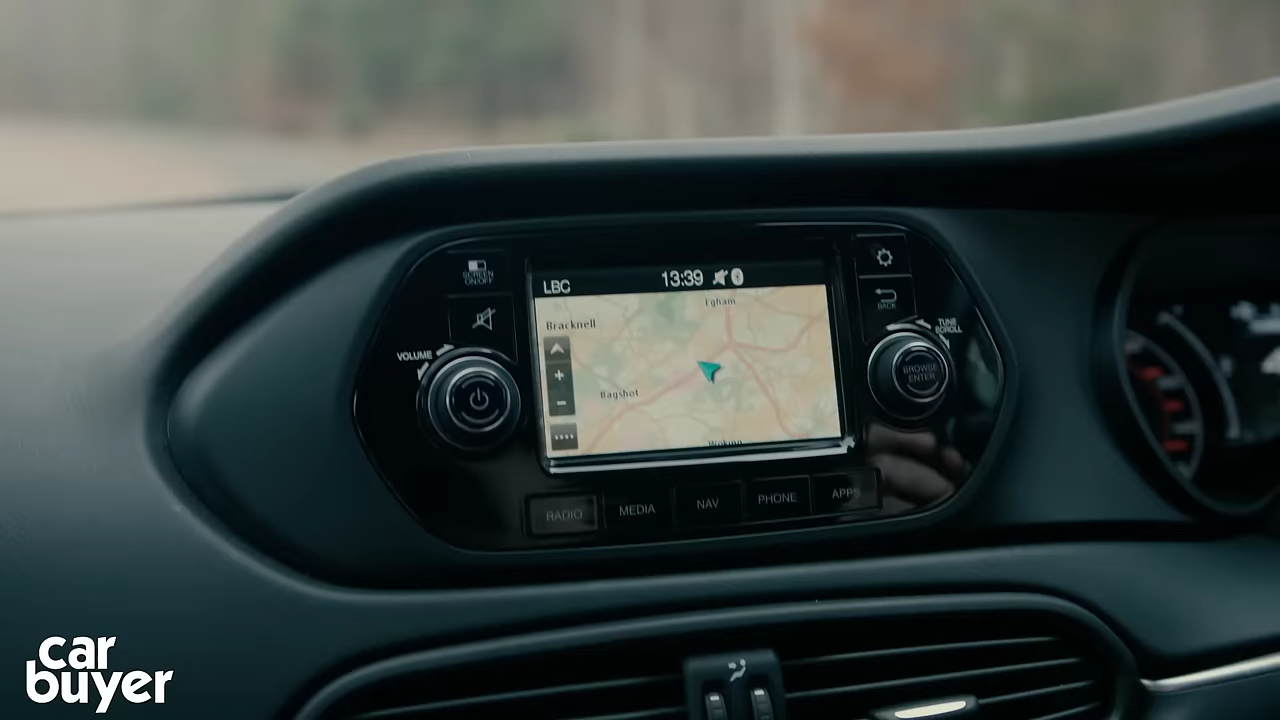 SCREEN
ON/OFF
VOLUME
LBC
13:39
Egham
Bracknell
Bagshot
Woking
BACK
TUNE
SCROLL
BROWSE
ENTER
RADIO
MEDIA
NAV
PHONE
APPS
car
buyer